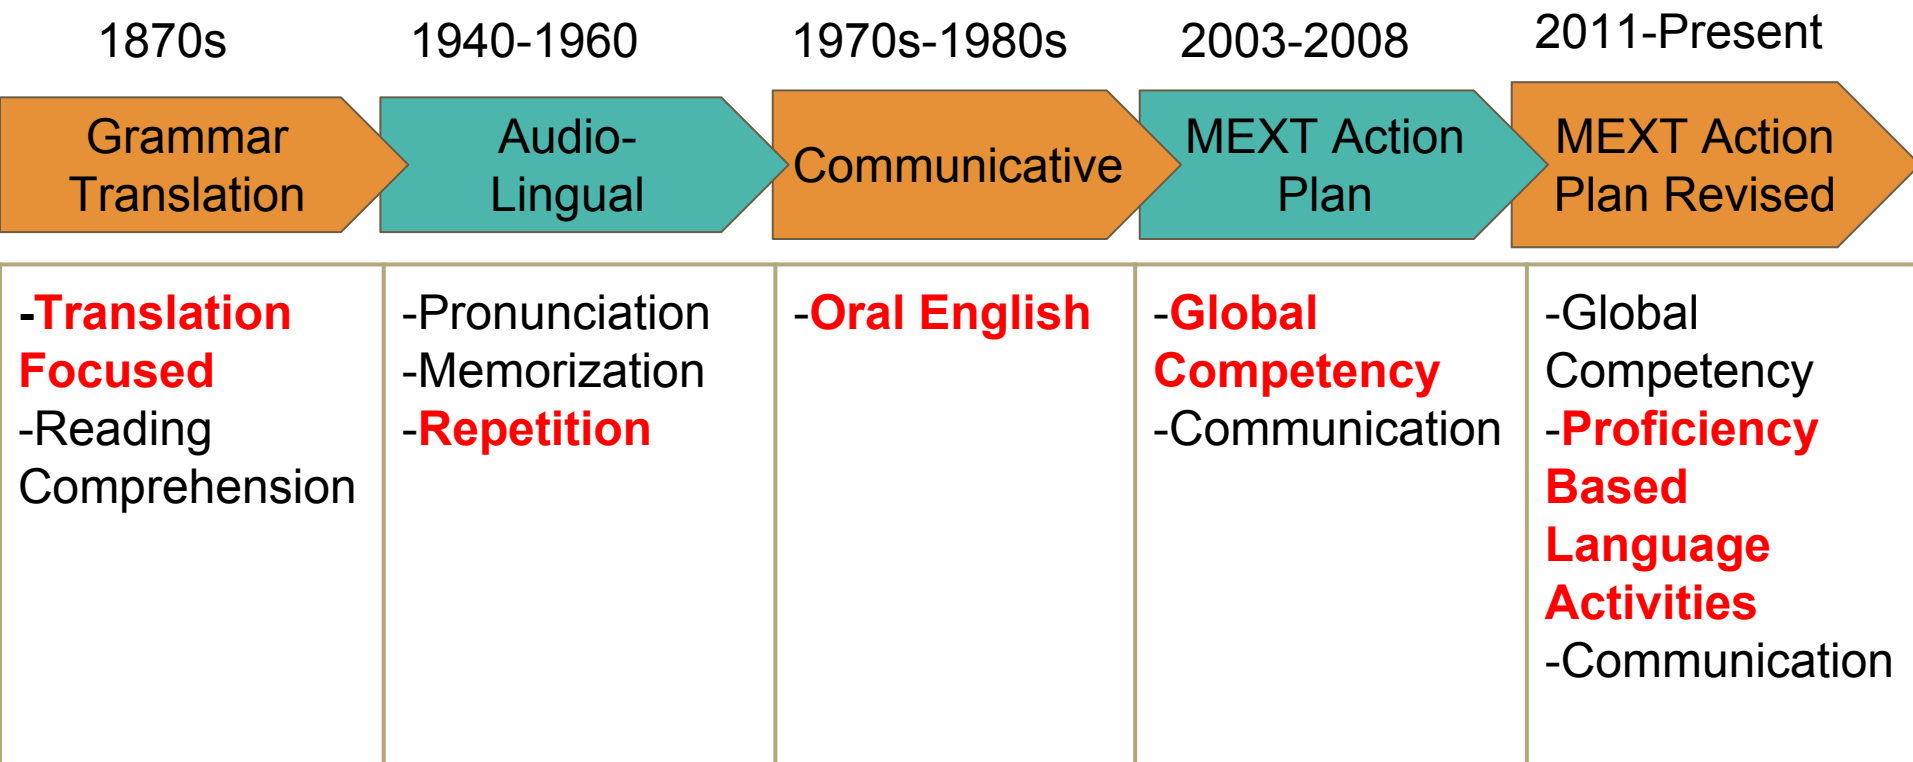 1870s
1940-1960
1970s-1980s
2003-2008
2011-Present
Grammar
Translation
Audio-
Lingual
Communicative
MEXT Action
Plan
MEXT Action
Plan Revised
-Translation
Focused
-Reading
Comprehension
-Pronunciation
-Memorization
-Repetition
-Oral English
-Global
Competency
-Communication
-Global
Competency
-Proficiency
Based
Language
Activities
-Communication